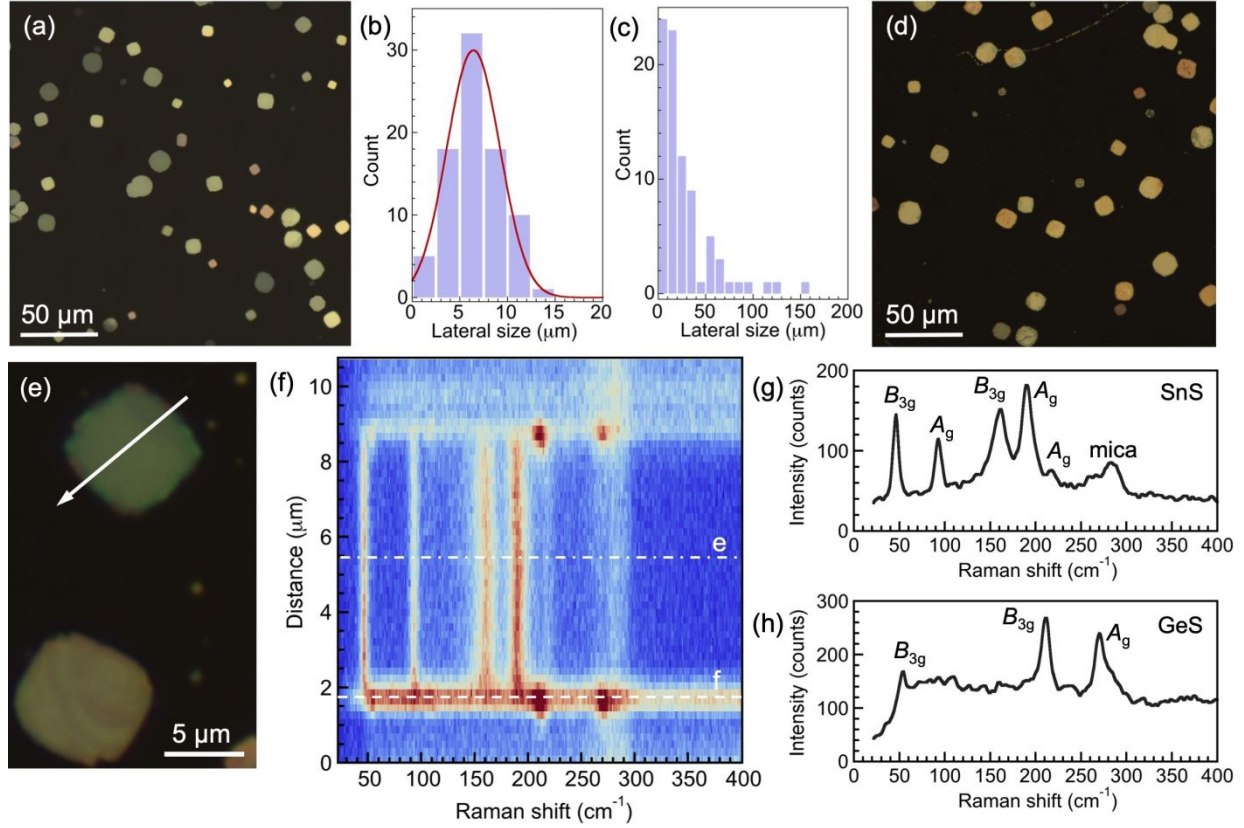 (a)
50 µm
(b)
Count
30
20
10
0
0 5 10 15 20
Lateral size (µm)
(c)
Count
20
10
0
0 50 100 150 200
Lateral size (µm)
(d)
50 µm
(e)
5 µm
(f)
Distance (µm)
10
8
6
4
2
0
e
f
50 100 150 200 250 300 350 400
Raman shift (cm⁻¹)
(g)
SnS
Intensity (counts)
200
100
0
B3g
Ag
B3g
Ag
Ag
mica
0 50 100 150 200 250 300 350 400
Raman shift (cm⁻¹)
(h)
GeS
Intensity (counts)
300
200
100
0
B3g
B3g
Ag
0 50 100 150 200 250 300 350 400
Raman shift (cm⁻¹)